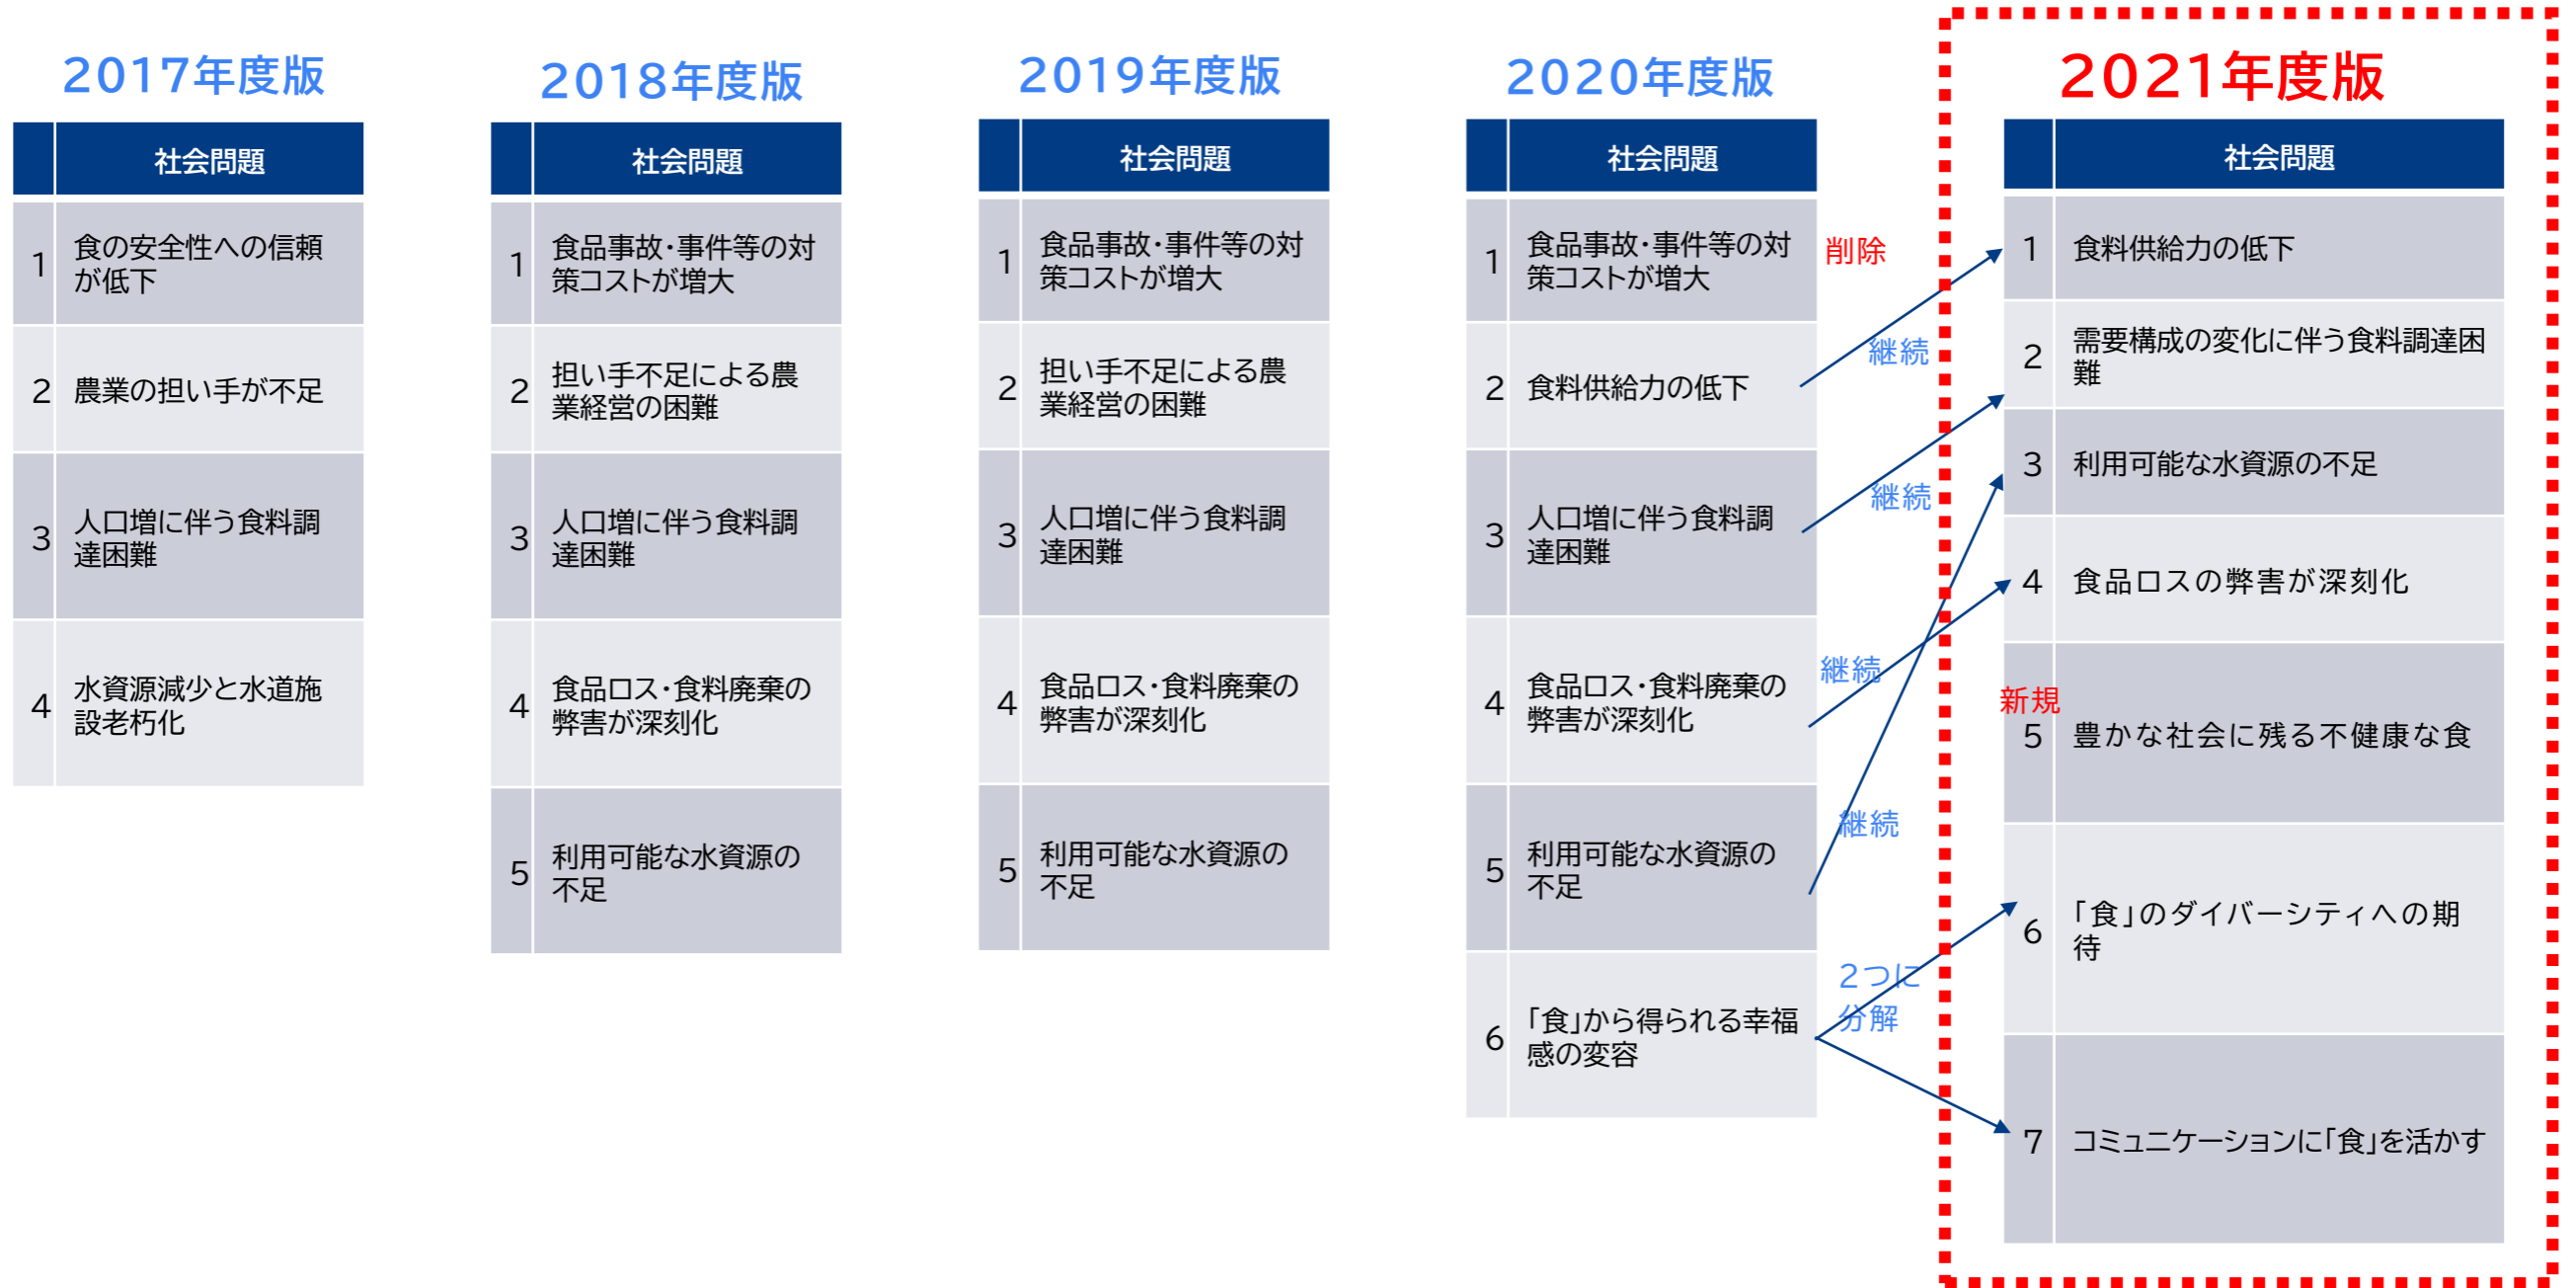 2017年度版
社会問題
1
食の安全性への信頼
が低下
2
農業の担い手が不足
3
人口増に伴う食料調
達困難
4
水資源減少と水道施
設老朽化
2018年度版
社会問題
1
食品事故・事件等の対
策コストが増大
2
担い手不足による農
業経営の困難
3
人口増に伴う食料調
達困難
4
食品ロス・食料廃棄の
弊害が深刻化
5
利用可能な水資源の
不足
2019年度版
社会問題
1
食品事故・事件等の対
策コストが増大
2
担い手不足による農
業経営の困難
3
人口増に伴う食料調
達困難
4
食品ロス・食料廃棄の
弊害が深刻化
5
利用可能な水資源の
不足
2020年度版
社会問題
1
食品事故・事件等の対
策コストが増大
2
食料供給力の低下
3
人口増に伴う食料調
達困難
4
食品ロス・食料廃棄の
弊害が深刻化
5
利用可能な水資源の
不足
6
「食」から得られる幸福
感の変容
削除
継続
継続
継続
継続
2つに
分解
2021年度版
社会問題
1
食料供給力の低下
2
需要構成の変化に伴う食料調達困
難
3
利用可能な水資源の不足
4
食品ロスの弊害が深刻化
新規
5
豊かな社会に残る不健康な食
6
「食」のダイバーシティへの期
待
7
コミュニケーションに「食」を活かす